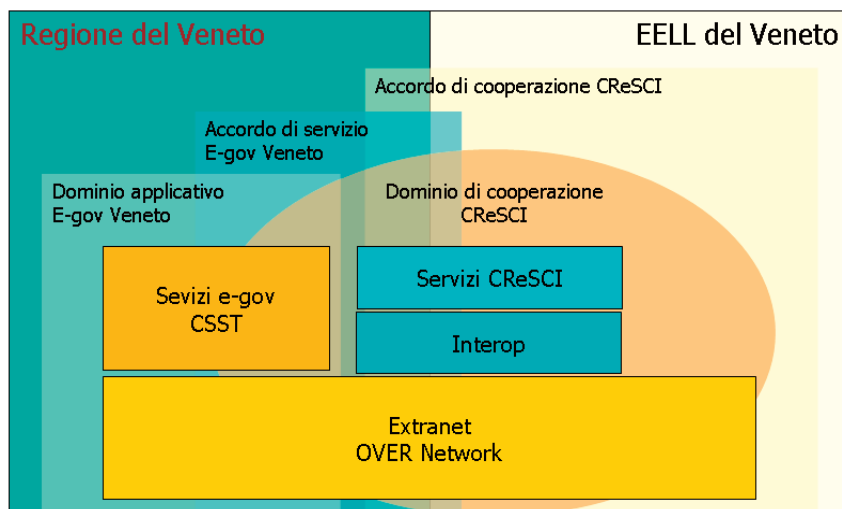 Regione del Veneto
EELL del Veneto
Accordo di cooperazione CReSCI
Accordo di servizio
E-gov Veneto
Dominio applicativo
E-gov Veneto
Dominio di cooperazione
CReSCI
Sevizi e-gov
CSST
Servizi CReSCI
Interop
Extranet
OVER Network